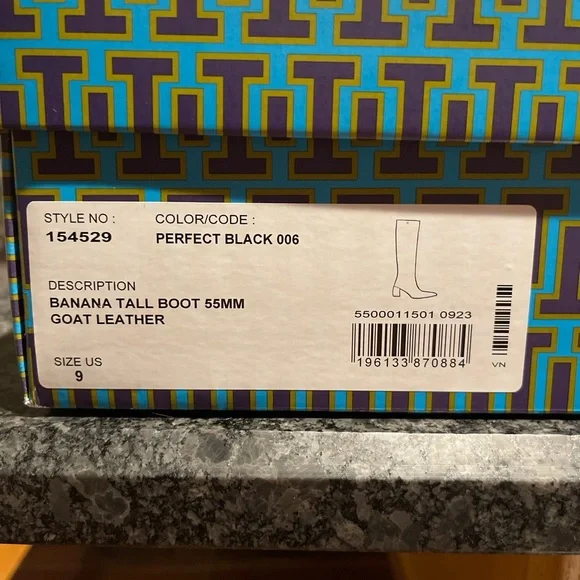 STYLE NO :
154529
COLOR/CODE :
PERFECT BLACK 006
DESCRIPTION
BANANA TALL BOOT 55MM
GOAT LEATHER
SIZE US
9
5500011501 0923
196133 870884
VN